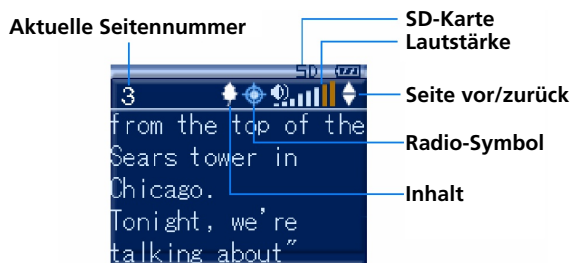 SD-Karte
Aktuelle Seitennummer
Lautstärke
SD
3
Seite vor/zurück
from the top of the
Sears tower in
Radio-Symbol
Chicago.
Inhalt
Tonight, we're
talking about"